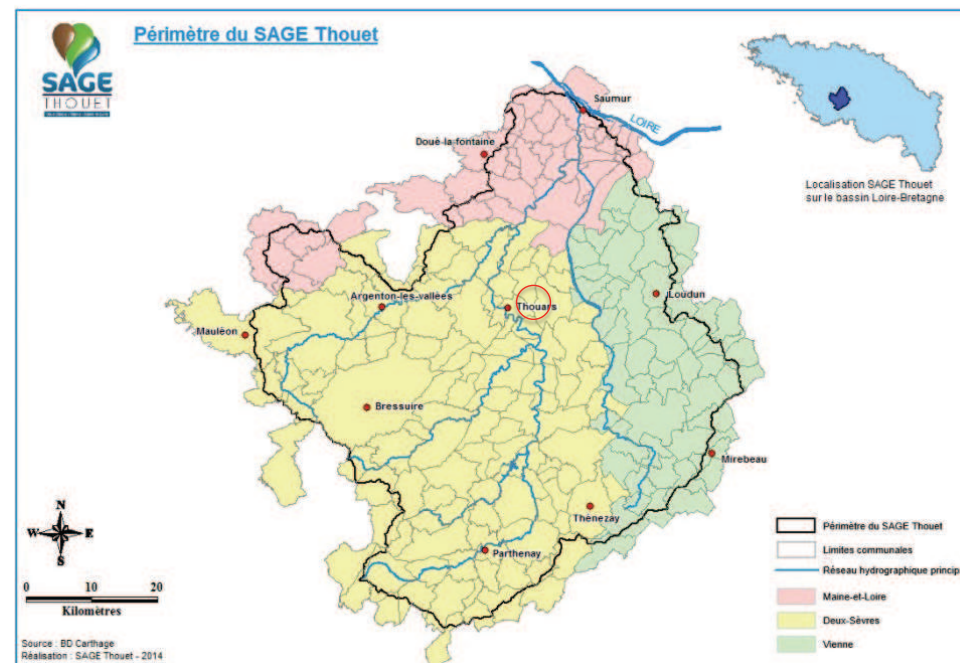 Périmètre du SAGE Thouet
SAGE
THOUET
Saumur
LOIRE
Doué-la-fontaine
Localisation SAGE Thouet
sur le bassin Loire-Bretagne
Argenton-les-vallées
Thouars
Loudun
Mauléon
Bressuire
Mirebeau
Thénezay
Parthenay
N
W E
S
0 10 20
Kilomètres
Périmètre du SAGE Thouet
Limites communales
Réseau hydrographique princip
Maine-et-Loire
Deux-Sèvres
Vienne
Source : BD Carthage
Réalisation : SAGE Thouet - 2014